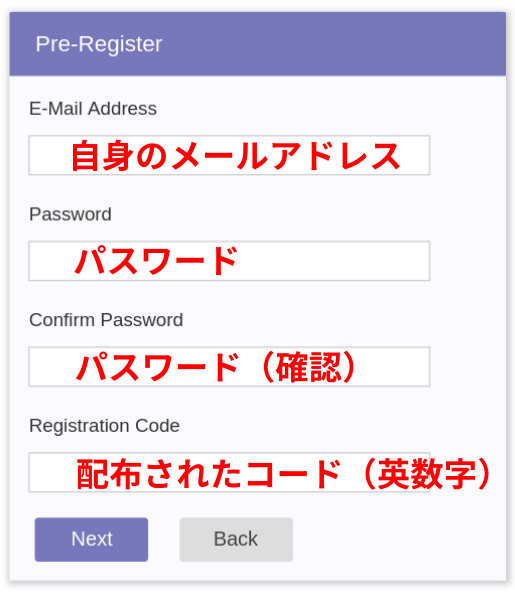 Pre-Register
E-Mail Address
自身のメールアドレス
Password
パスワード
Confirm Password
パスワード（確認）
Registration Code
配布されたコード（英数字）
Next
Back